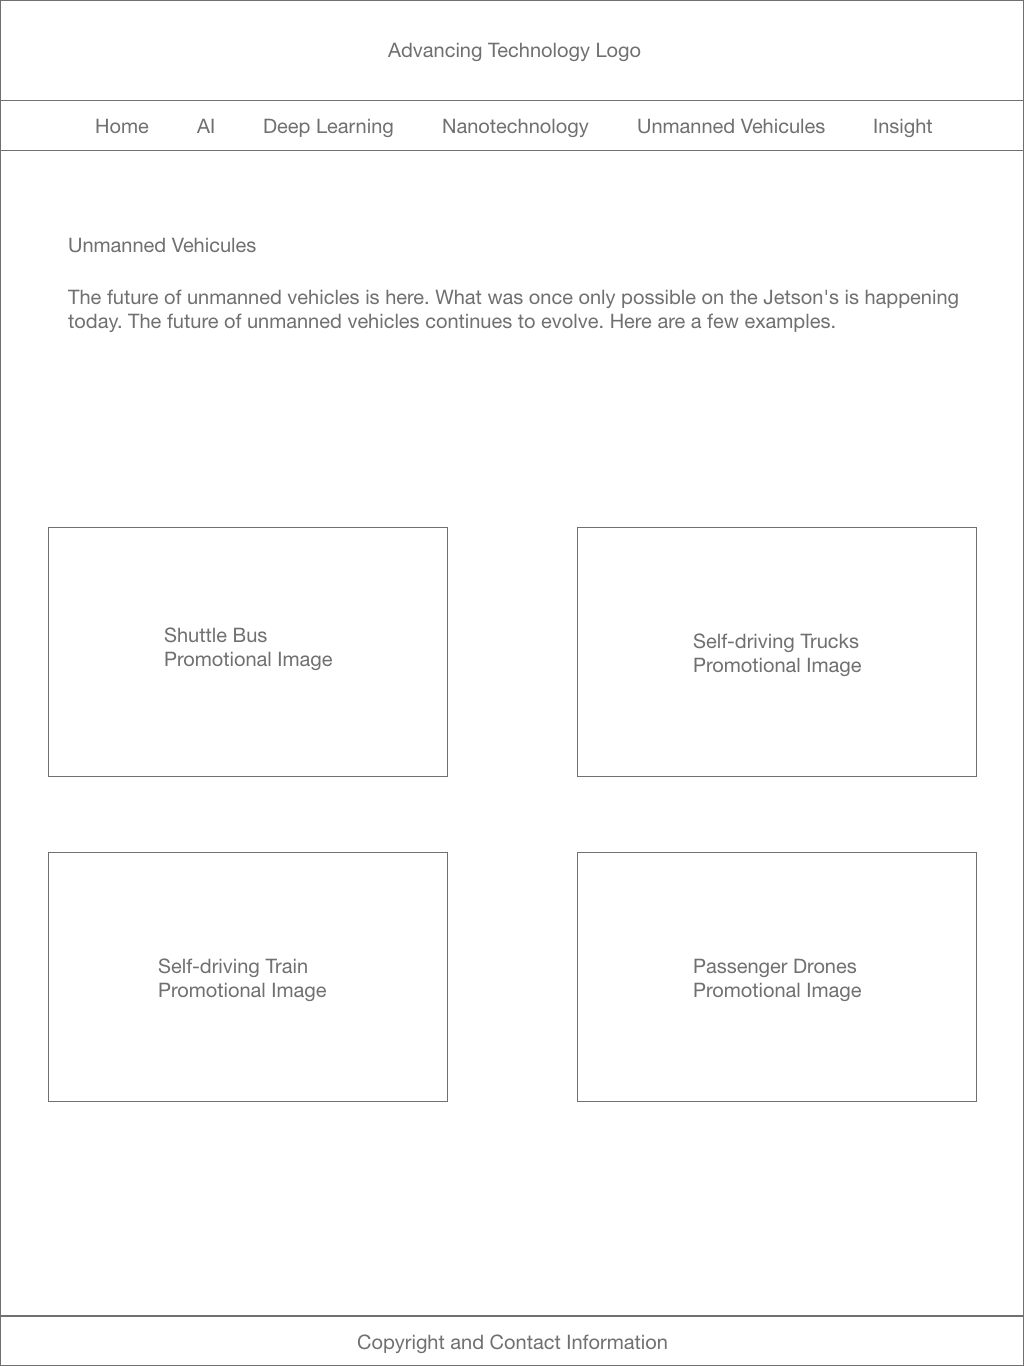 Advancing Technology Logo
Home AI Deep Learning Nanotechnology Unmanned Vehicules Insight
Unmanned Vehicules
The future of unmanned vehicles is here. What was once only possible on the Jetson's is happening
today. The future of unmanned vehicles continues to evolve. Here are a few examples.
Shuttle Bus
Promotional Image
Self-driving Trucks
Promotional Image
Self-driving Train
Promotional Image
Passenger Drones
Promotional Image
Copyright and Contact Information